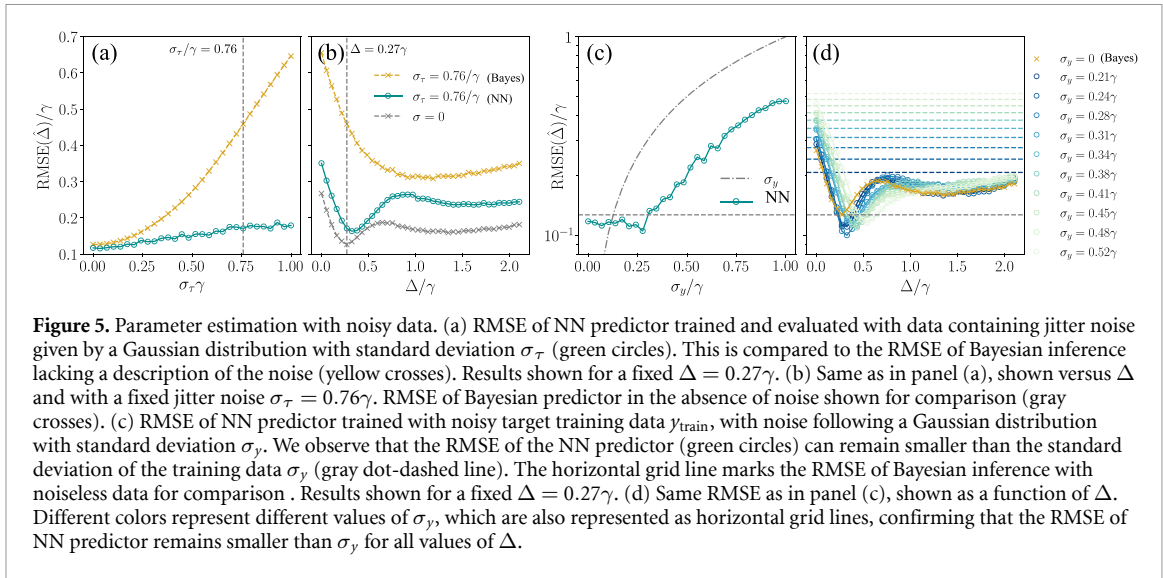 (a)
σ_τ/γ = 0.76
0.7
0.6
0.5
0.4
0.3
0.2
0.1
RMSE(Δ̂)/γ
0.00 0.25 0.50 0.75 1.00
σ_τγ
(b)
Δ = 0.27γ
σ_τ = 0.76/γ (Bayes)
σ_τ = 0.76/γ (NN)
σ = 0
0.0 0.5 1.0 1.5 2.0
Δ/γ
(c)
1
10⁻¹
RMSE(Δ̂)/γ
σ_y
NN
0.00 0.25 0.50 0.75 1.00
σ_y/γ
(d)
0.0 0.5 1.0 1.5 2.0
Δ/γ
σ_y = 0 (Bayes)
σ_y = 0.21γ
σ_y = 0.24γ
σ_y = 0.28γ
σ_y = 0.31γ
σ_y = 0.34γ
σ_y = 0.38γ
σ_y = 0.41γ
σ_y = 0.45γ
σ_y = 0.48γ
σ_y = 0.52γ
Figure 5. Parameter estimation with noisy data. (a) RMSE of NN predictor trained and evaluated with data containing jitter noise
given by a Gaussian distribution with standard deviation σ_τ (green circles). This is compared to the RMSE of Bayesian inference
lacking a description of the noise (yellow crosses). Results shown for a fixed Δ = 0.27γ. (b) Same as in panel (a), shown versus Δ
and with a fixed jitter noise σ_τ = 0.76γ. RMSE of Bayesian predictor in the absence of noise shown for comparison (gray
crosses). (c) RMSE of NN predictor trained with noisy target training data y_train, with noise following a Gaussian distribution
with standard deviation σ_y. We observe that the RMSE of the NN predictor (green circles) can remain smaller than the standard
deviation of the training data σ_y (gray dot-dashed line). The horizontal grid line marks the RMSE of Bayesian inference with
noiseless data for comparison . Results shown for a fixed Δ = 0.27γ. (d) Same RMSE as in panel (c), shown as a function of Δ.
Different colors represent different values of σ_y, which are also represented as horizontal grid lines, confirming that the RMSE of
NN predictor remains smaller than σ_y for all values of Δ.